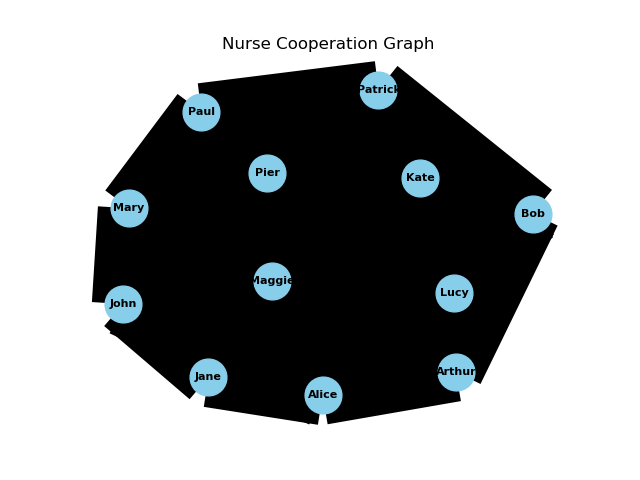 Nurse Cooperation Graph
Patrick
Paul
Pier
Kate
Mary
Bob
Maggie
Lucy
John
Arthur
Jane
Alice